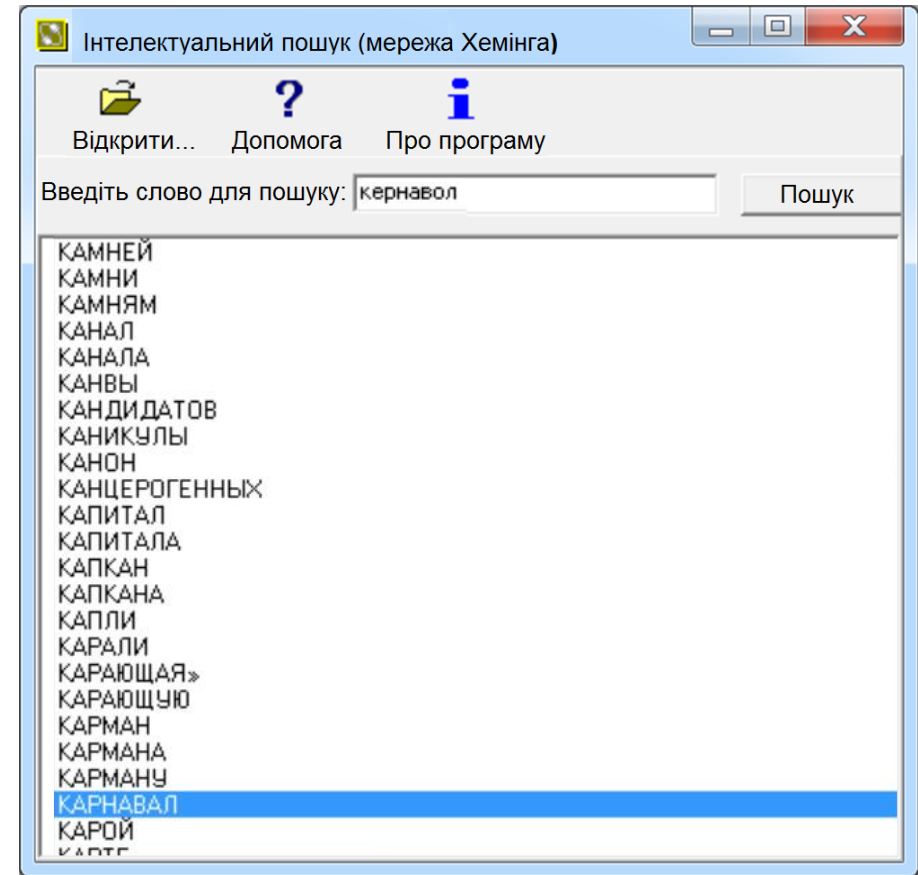 Інтелектуальний пошук (мережа Хемінга)
Відкрити... Допомога Про програму
Введіть слово для пошуку: кернавол Пошук
КАМНЕЙ
КАМНИ
КАМНЯМ
КАНАЛ
КАНАЛА
КАНВЫ
КАНДИДАТОВ
КАНИКУЛЫ
КАНОН
КАНЦЕРОГЕННЫХ
КАПИТАЛ
КАПИТАЛА
КАПКАН
КАПКАНА
КАПЛИ
КАРАЛИ
КАРАЮЩАЯ»
КАРАЮЩУЮ
КАРМАН
КАРМАНА
КАРМАНУ
КАРНАВАЛ
КАРОЙ